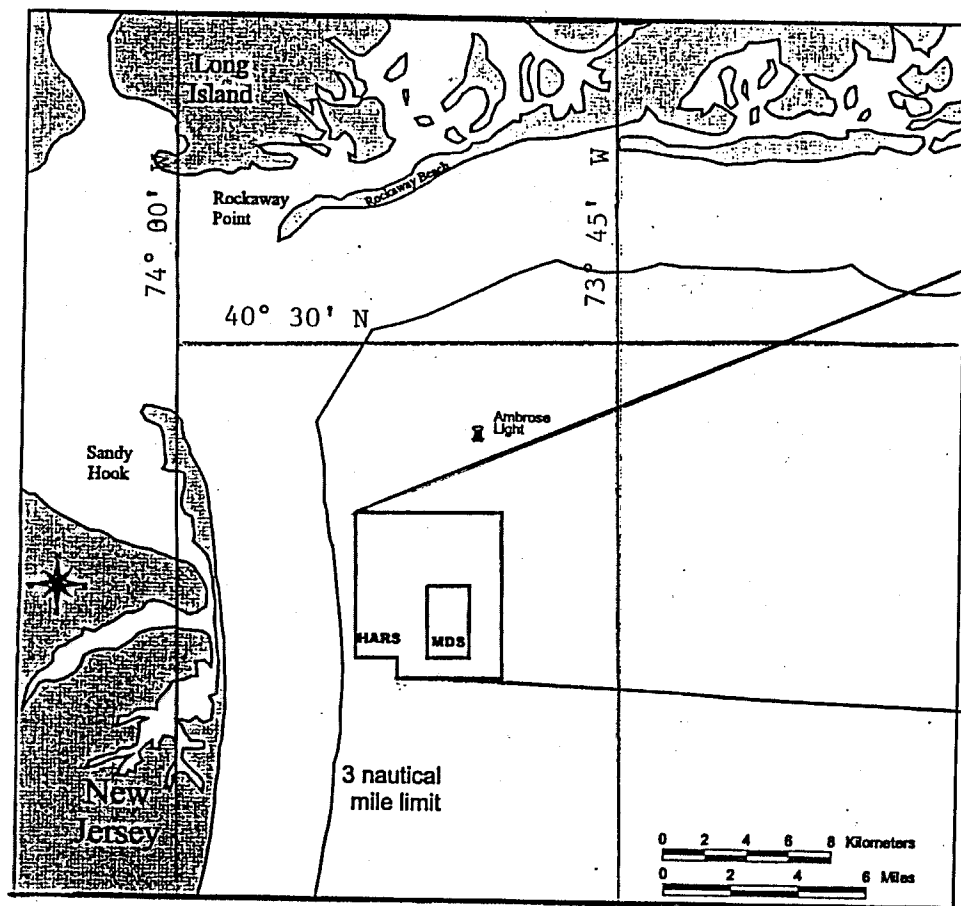 Long
Island
Rockaway
Point
Rockaway Beach
74° 00' W
73° 45' W
40° 30' N
Ambrose
Light
Sandy
Hook
HARS
MDS
3 nautical
mile limit
New
Jersey
0 2 4 6 8 Kilometers
0 2 4 6 Miles